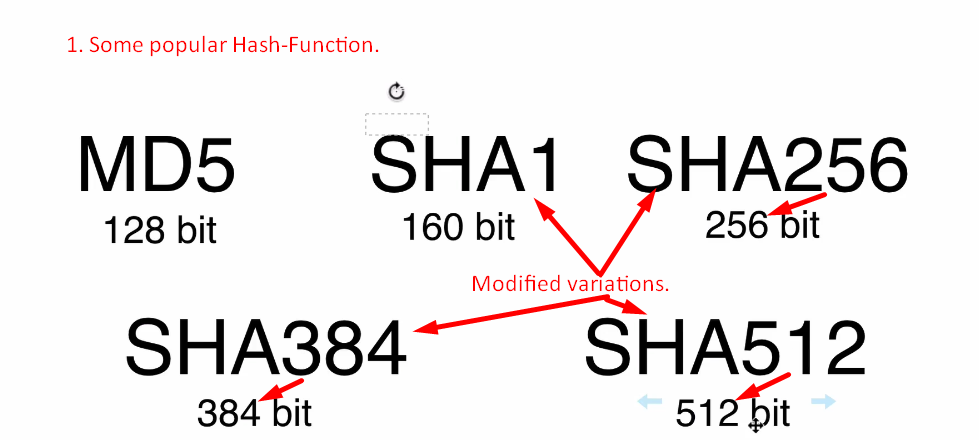 1. Some popular Hash-Function.
MD5
SHA1
SHA256
128 bit
160 bit
256 bit
Modified variations.
SHA384
SHA512
384 bit
512 bit